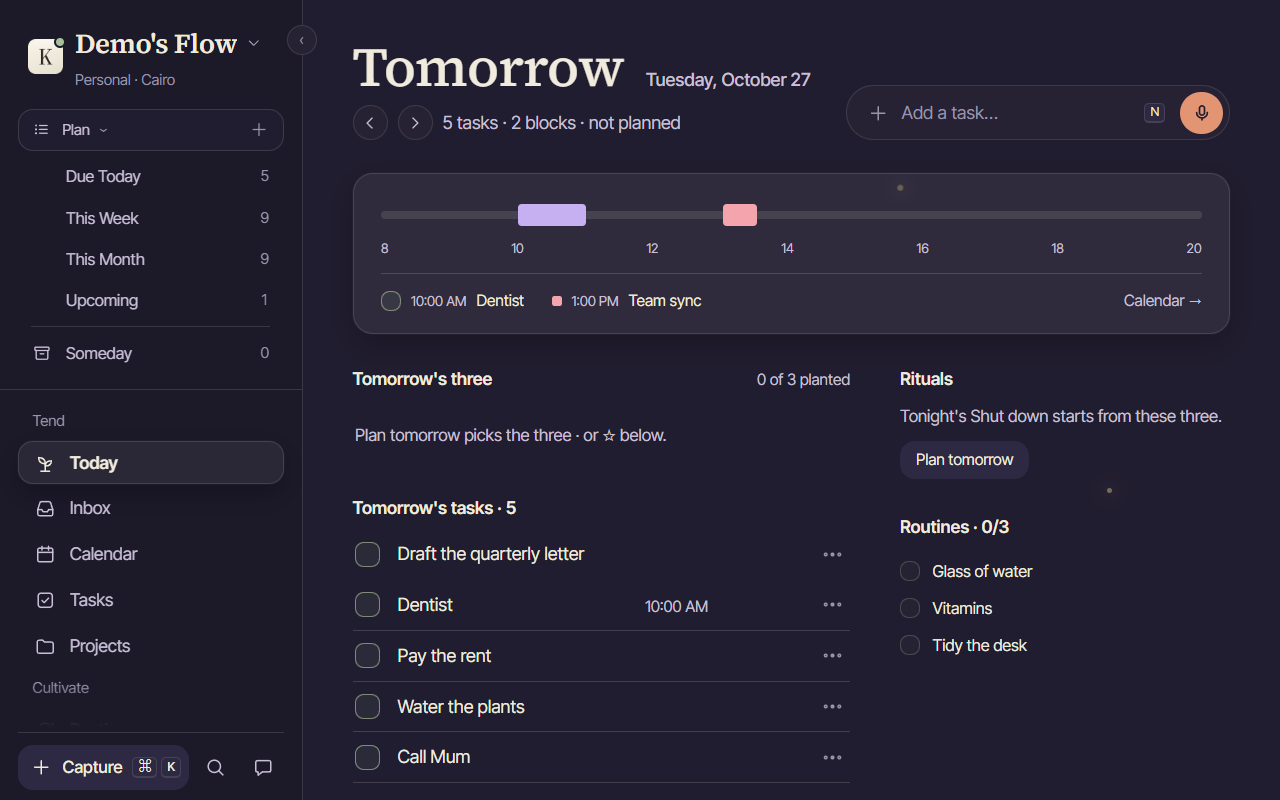 K
Demo's Flow
Personal · Cairo
Plan
Due Today 5
This Week 9
This Month 9
Upcoming 1
Someday 0
Tend
Today
Inbox
Calendar
Tasks
Projects
Cultivate
Capture ⌘ K
Tomorrow Tuesday, October 27
5 tasks · 2 blocks · not planned
Add a task... N
8 10 12 14 16 18 20
10:00 AM Dentist 1:00 PM Team sync Calendar →
Tomorrow's three 0 of 3 planted
Plan tomorrow picks the three · or ☆ below.
Tomorrow's tasks · 5
Draft the quarterly letter
Dentist 10:00 AM
Pay the rent
Water the plants
Call Mum
Rituals
Tonight's Shut down starts from these three.
Plan tomorrow
Routines · 0/3
Glass of water
Vitamins
Tidy the desk